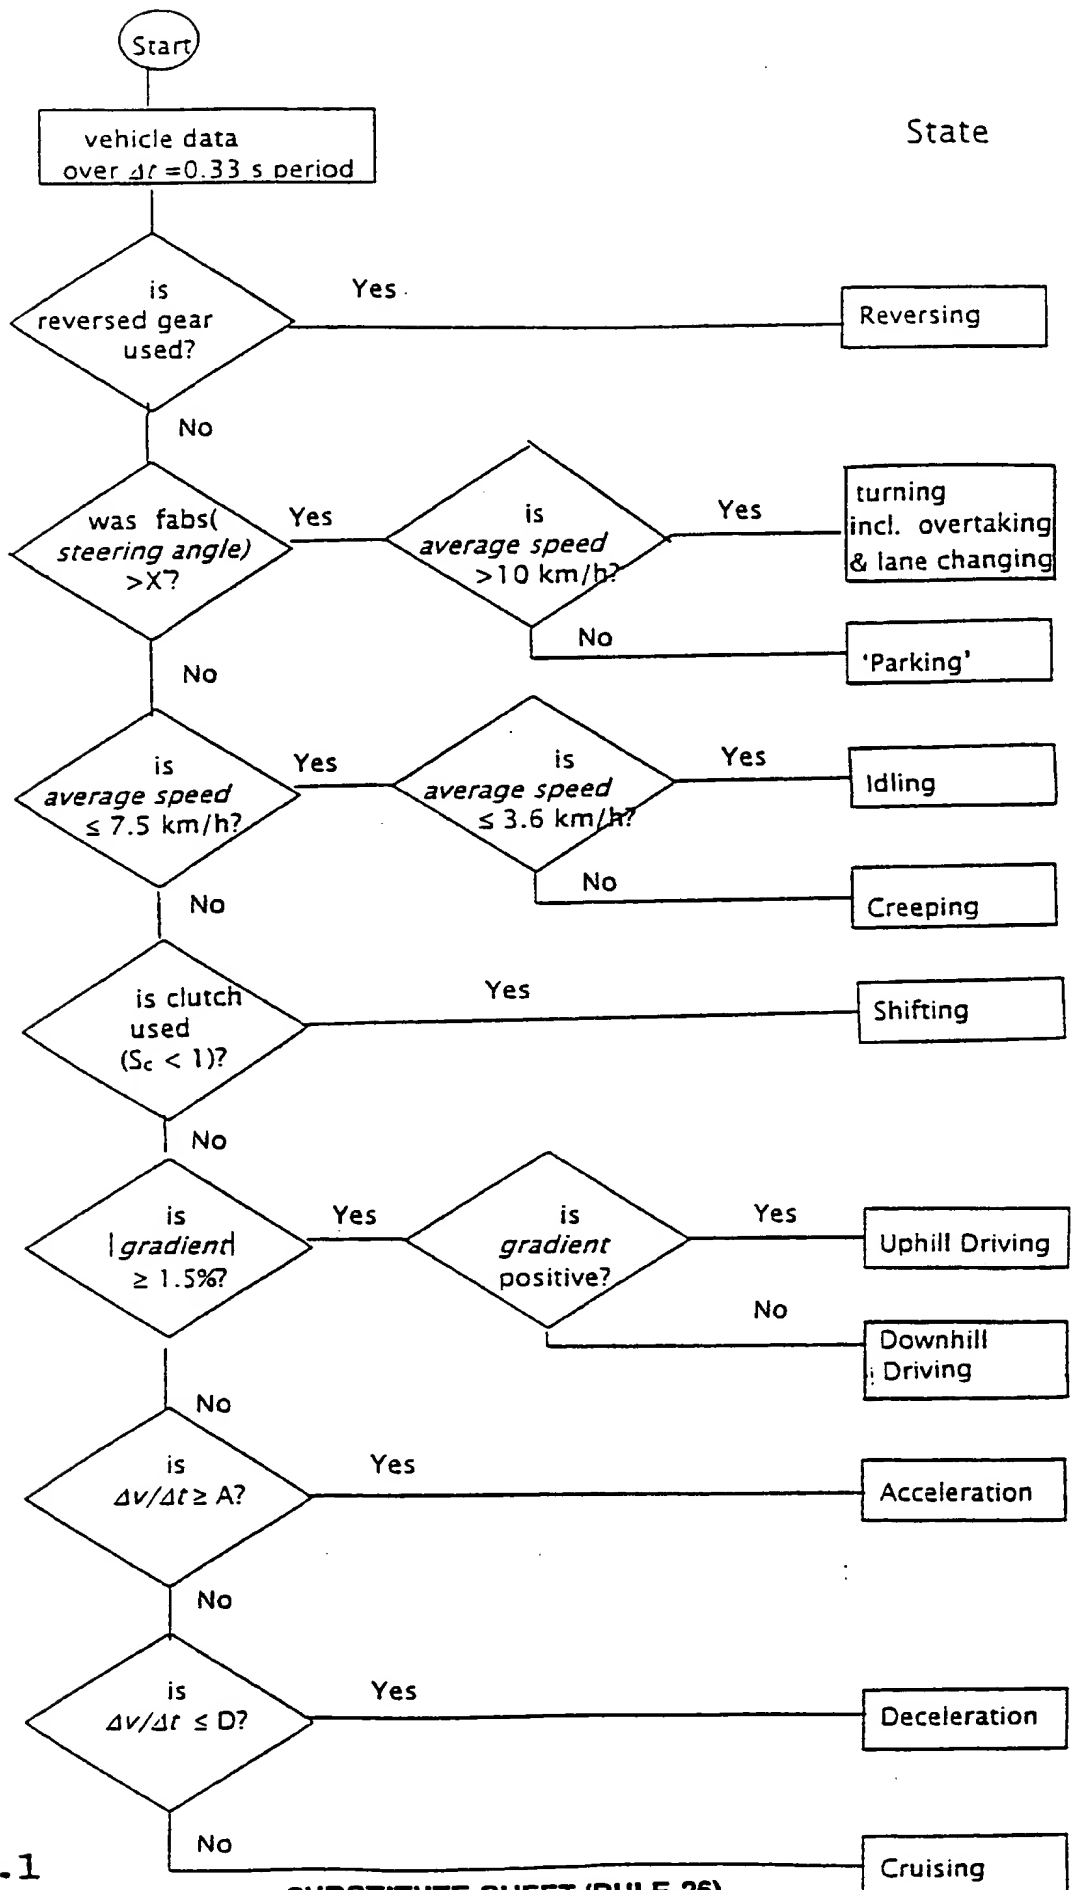 Start
vehicle data
over Δt =0.33 s period
State
is
reversed gear
used?
Yes
Reversing
No
was fabs(
steering angle)
>X°?
Yes
is
average speed
>10 km/h?
Yes
turning
incl. overtaking
& lane changing
No
'Parking'
No
is
average speed
≤ 7.5 km/h?
Yes
is
average speed
≤ 3.6 km/h?
Yes
Idling
No
Creeping
No
is clutch
used
(Sc < 1)?
Yes
Shifting
No
is
|gradient|
≥ 1.5%?
Yes
is
gradient
positive?
Yes
Uphill Driving
No
Downhill
Driving
No
is
Δv/Δt ≥ A?
Yes
Acceleration
No
is
Δv/Δt ≤ D?
Yes
Deceleration
No
Cruising
.1
SUBSTITUTE SHEET (RULE 26)